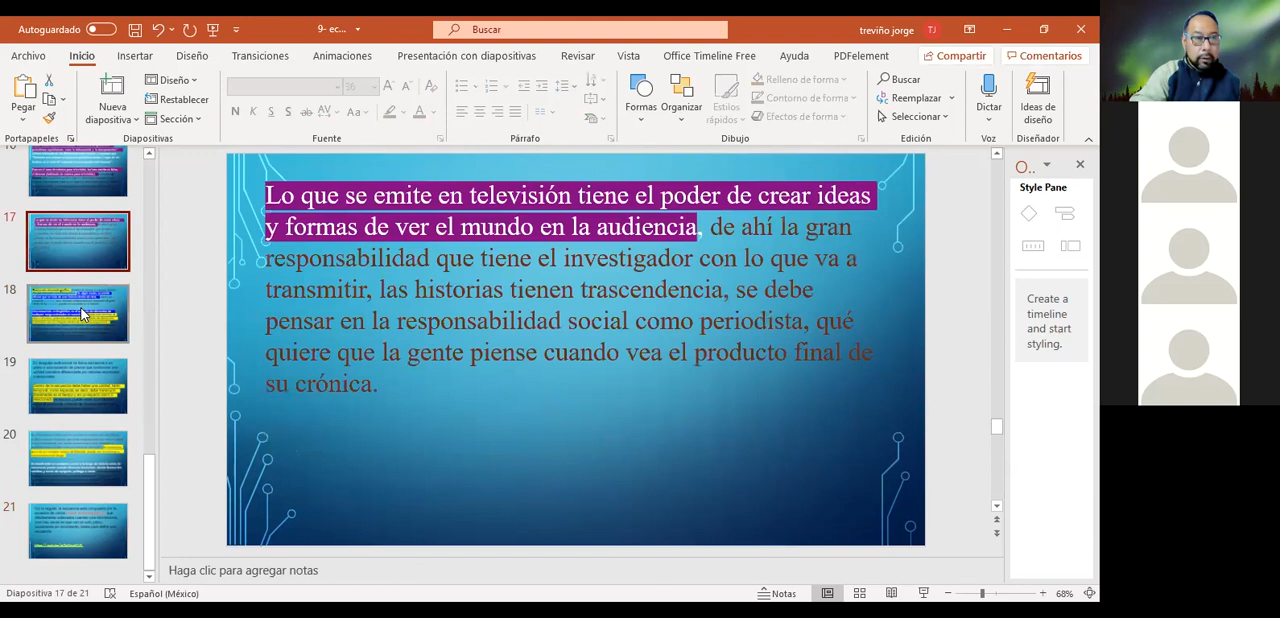 Autoguardado
9- ec...
Buscar
treviño jorge
TJ
Archivo Inicio Insertar Diseño Transiciones Animaciones Presentación con diapositivas Revisar Vista Office Timeline Free Ayuda PDFelement Compartir Comentarios
Pegar
Nueva diapositiva
Diseño
Restablecer
Sección
36
N K S S ab AV Aa A
Formas
Organizar
Estilos rápidos
Relleno de forma
Contorno de forma
Efectos de forma
Buscar
Reemplazar
Seleccionar
Dictar
Ideas de diseño
Portapapeles Diapositivas Fuente Párrafo Dibujo Edición Voz Diseñador
17
18
19
20
21
Lo que se emite en televisión tiene el poder de crear ideas
y formas de ver el mundo en la audiencia, de ahí la gran
responsabilidad que tiene el investigador con lo que va a
transmitir, las historias tienen trascendencia, se debe
pensar en la responsabilidad social como periodista, qué
quiere que la gente piense cuando vea el producto final de
su crónica.
O..
Style Pane
Create a
timeline
and start
styling.
Haga clic para agregar notas
Diapositiva 17 de 21 Español (México) Notas 68%